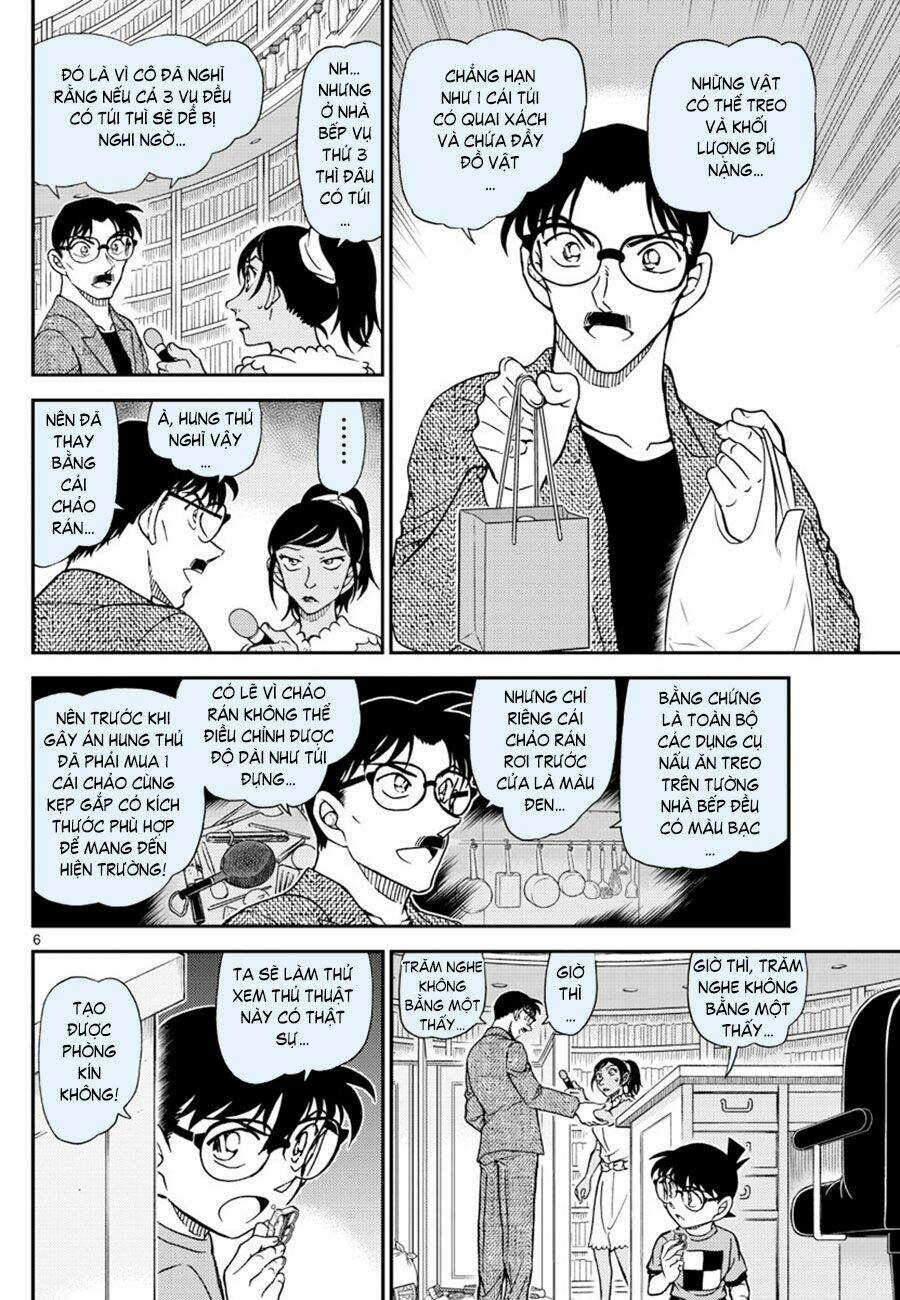 NHỮNG VẬT
CÓ THỂ TREO
VÀ KHỐI
LƯỢNG ĐỦ
NẶNG...
CHẲNG HẠN
NHƯ 1 CÁI TÚI
CÓ QUAI XÁCH
VÀ CHỨA ĐẦY
ĐỒ VẬT
...
NH...
NHƯNG
Ở NHÀ
BẾP VỤ
THỨ 3
THÌ ĐÂU
CÓ TÚI
...
ĐÓ LÀ VÌ CÔ ĐÃ NGHĨ
RẰNG NẾU CẢ 3 VỤ ĐỀU
CÓ TÚI THÌ SẼ DỄ BỊ
NGHI NGỜ...
......
À, HUNG THỦ
NGHĨ VẬY
...
NÊN ĐÃ
THAY
BẰNG
CÁI
CHẢO
RÁN...
BẰNG CHỨNG
LÀ TOÀN BỘ
CÁC DỤNG CỤ
NẤU ĂN TREO
TRÊN TƯỜNG
NHÀ BẾP ĐỀU
CÓ MÀU BẠC
...
NHƯNG CHỈ
RIÊNG CÁI
CHẢO RÁN
RƠI TRƯỚC
CỬA LÀ MÀU
ĐEN...
CÓ LẼ VÌ CHẢO
RÁN KHÔNG THỂ
ĐIỀU CHỈNH ĐƯỢC
ĐỘ DÀI NHƯ TÚI
ĐỰNG...
NÊN TRƯỚC KHI
GÂY ÁN HUNG THỦ
ĐÃ PHẢI MUA 1
CÁI CHẢO CÙNG
KẸP GẮP CÓ KÍCH
THƯỚC PHÙ HỢP
ĐỂ MANG ĐẾN
HIỆN TRƯỜNG!
6
GIỜ THÌ, TRĂM
NGHE KHÔNG
BẰNG MỘT
THẤY...
GIỜ
THÌ
...
TRĂM NGHE
KHÔNG
BẰNG MỘT
THẤY...
TA SẼ LÀM THỬ
XEM THỦ THUẬT
NÀY CÓ THẬT
SỰ...
TẠO
ĐƯỢC
PHÒNG
KÍN
KHÔNG!